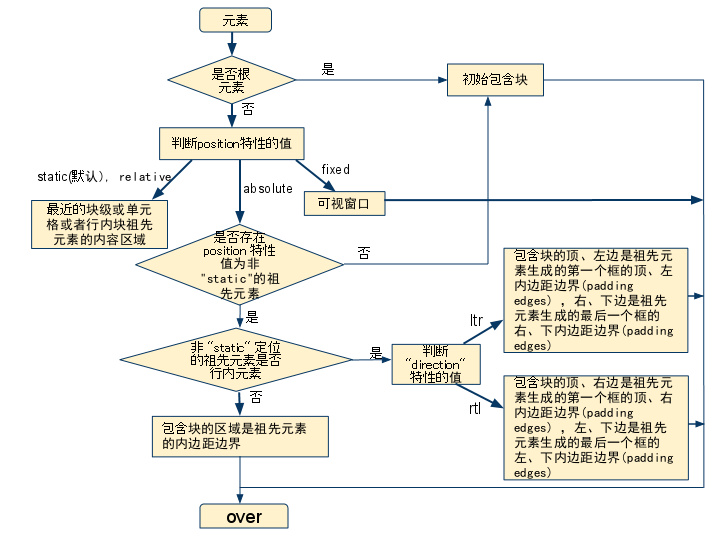 元素
是否根
元素
是
初始包含块
否
判断position特性的值
static(默认), relative
absolute
fixed
最近的块级或单元
格或者行内块祖先
元素的内容区域
可视窗口
是否存在
position 特性
值为非
"static"的祖
先元素
否
是
包含块的顶、左边是祖先元
素生成的第一个框的顶、左
内边距边界(padding
edges) ，右、下边是祖先
元素生成的最后一个框的
右、下内边距边界(padding
edges)
ltr
非 “static“ 定位
的祖先元素是否
行内元素
是
判断
“direction”
特性的值
rtl
包含块的顶、右边是祖先元
素生成的第一个框的顶、右
内边距边界(padding
edges) ，左、下边是祖先
元素生成的最后一个框的
左、下内边距边界(padding
edges)
否
包含块的区域是祖先元素
的内边距边界
over